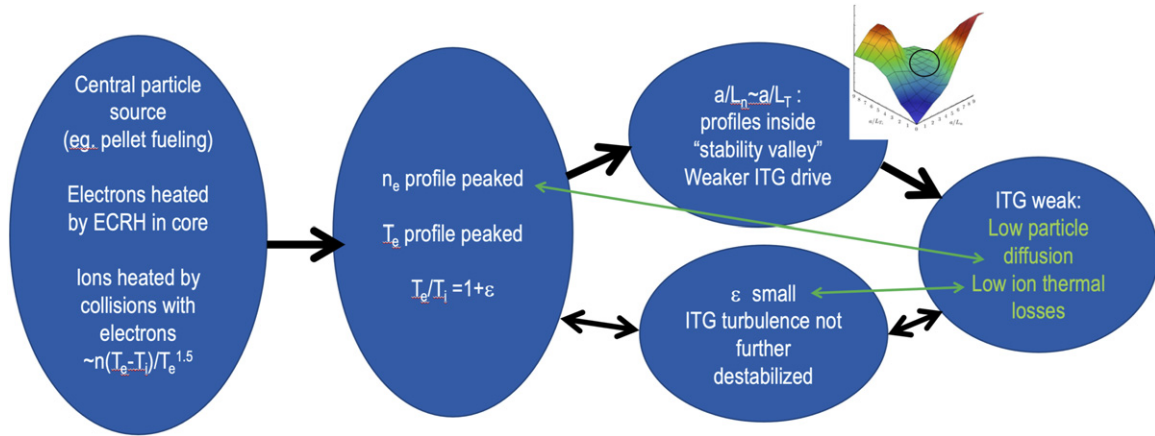 Central particle
source
(eg. pellet fueling)
Electrons heated
by ECRH in core
Ions heated by
collisions with
electrons
~n(Te-Ti)/Te^1.5
ne profile peaked
Te profile peaked
Te/Ti =1+ε
a/Ln~a/LT :
profiles inside
“stability valley”
Weaker ITG drive
ε small
ITG turbulence not
further
destabilized
ITG weak:
Low particle
diffusion
Low ion thermal
losses